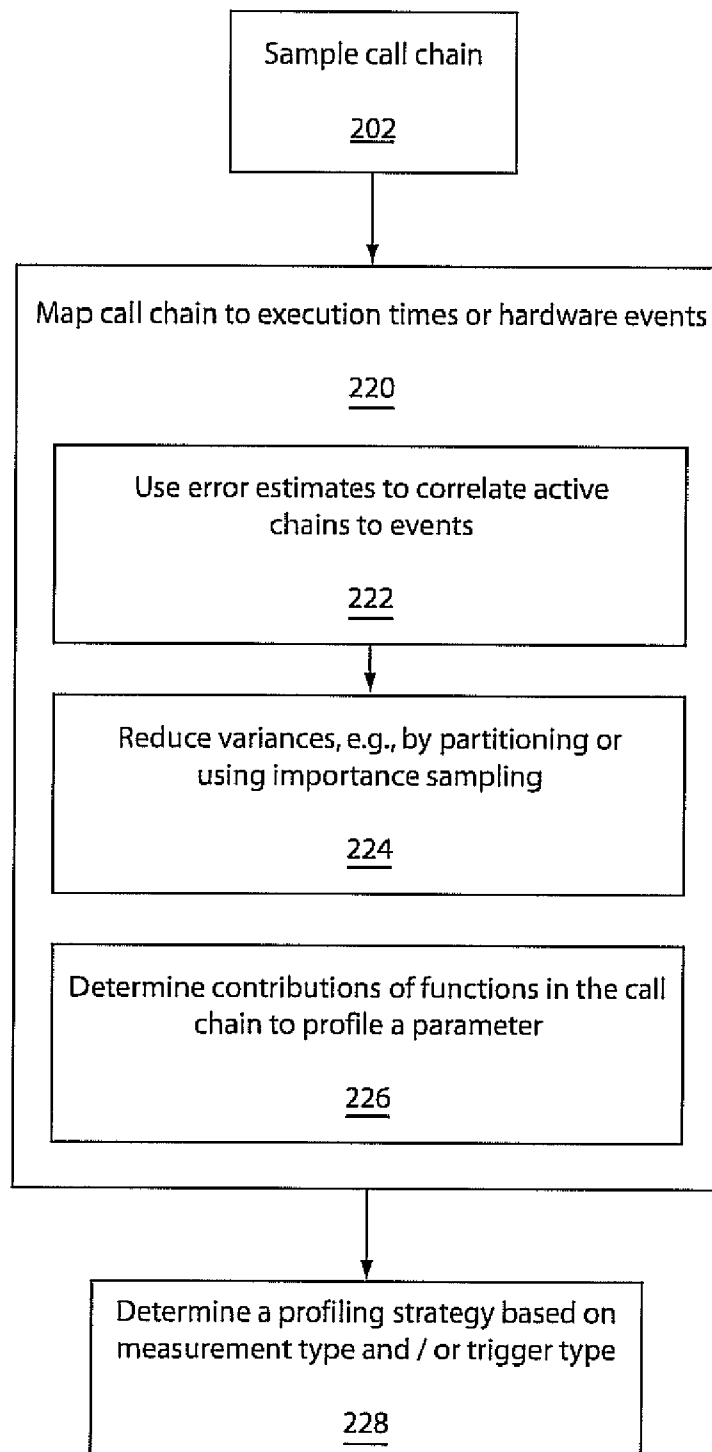 Sample call chain
202
Map call chain to execution times or hardware events
220
Use error estimates to correlate active
chains to events
222
Reduce variances, e.g., by partitioning or
using importance sampling
224
Determine contributions of functions in the call
chain to profile a parameter
226
Determine a profiling strategy based on
measurement type and / or trigger type
228